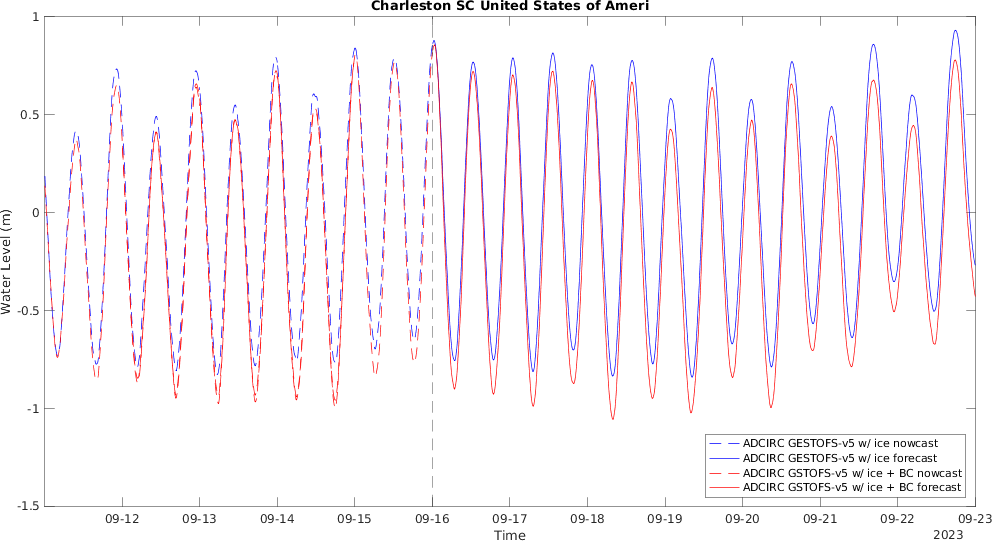 Charleston SC United States of Ameri
1
0.5
0
-0.5
-1
-1.5
Water Level (m)
ADCIRC GESTOFS-v5 w/ ice nowcast
ADCIRC GESTOFS-v5 w/ ice forecast
ADCIRC GSTOFS-v5 w/ ice + BC nowcast
ADCIRC GSTOFS-v5 w/ ice + BC forecast
09-12 09-13 09-14 09-15 09-16 09-17 09-18 09-19 09-20 09-21 09-22 09-23
Time
2023